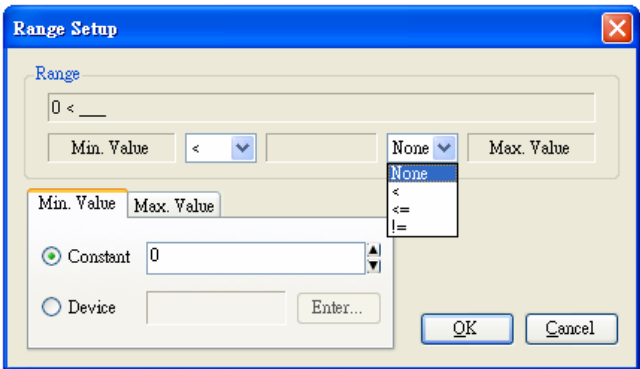 Range Setup
Range
0 < ___
Min. Value < None Max. Value
None
<
<=
!=
Min. Value Max. Value
Constant 0
Device Enter...
OK Cancel